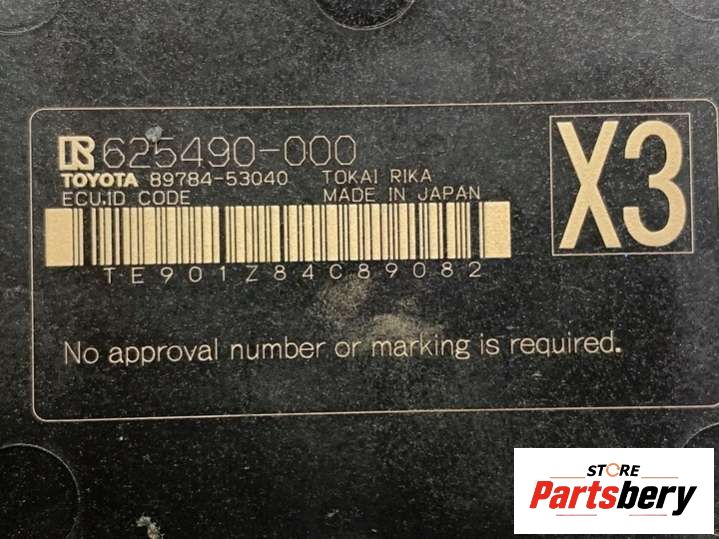 625490-000
TOYOTA 89784-53040 TOKAI RIKA
ECU:ID CODE MADE IN JAPAN
X3
TE901Z84C89082
No approval number or marking is required.
STORE
Partsbery